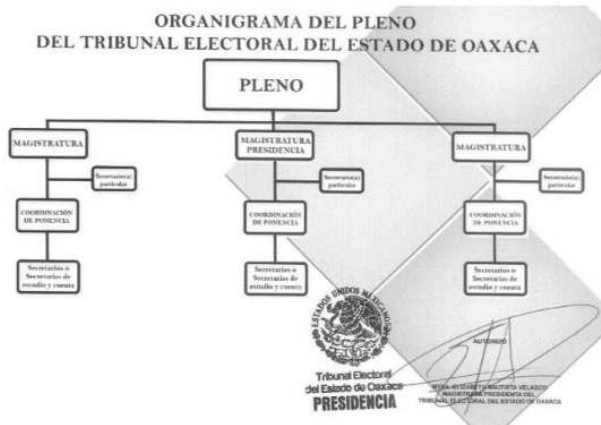 ORGANIGRAMA DEL PLENO
DEL TRIBUNAL ELECTORAL DEL ESTADO DE OAXACA
PLENO
MAGISTRATURA
MAGISTRATURA
PRESIDENCIA
MAGISTRATURA
Secretario(a)
particular
Secretario(a)
particular
Secretario(a)
particular
COORDINACIÓN
DE PONENCIA
COORDINACIÓN
DE PONENCIA
COORDINACIÓN
DE PONENCIA
Secretarios o
Secretarias de
estudio y cuenta
Secretarios o
Secretarias de
estudio y cuenta
Secretarios o
Secretarias de
estudio y cuenta
ESTADOS UNIDOS MEXICANOS
Tribunal Electoral
del Estado de Oaxaca
PRESIDENCIA
AUTORIZÓ
ELIZABETH BAUTISTA VELASCO
MAGISTRADA PRESIDENTA DEL
TRIBUNAL ELECTORAL DEL ESTADO DE OAXACA